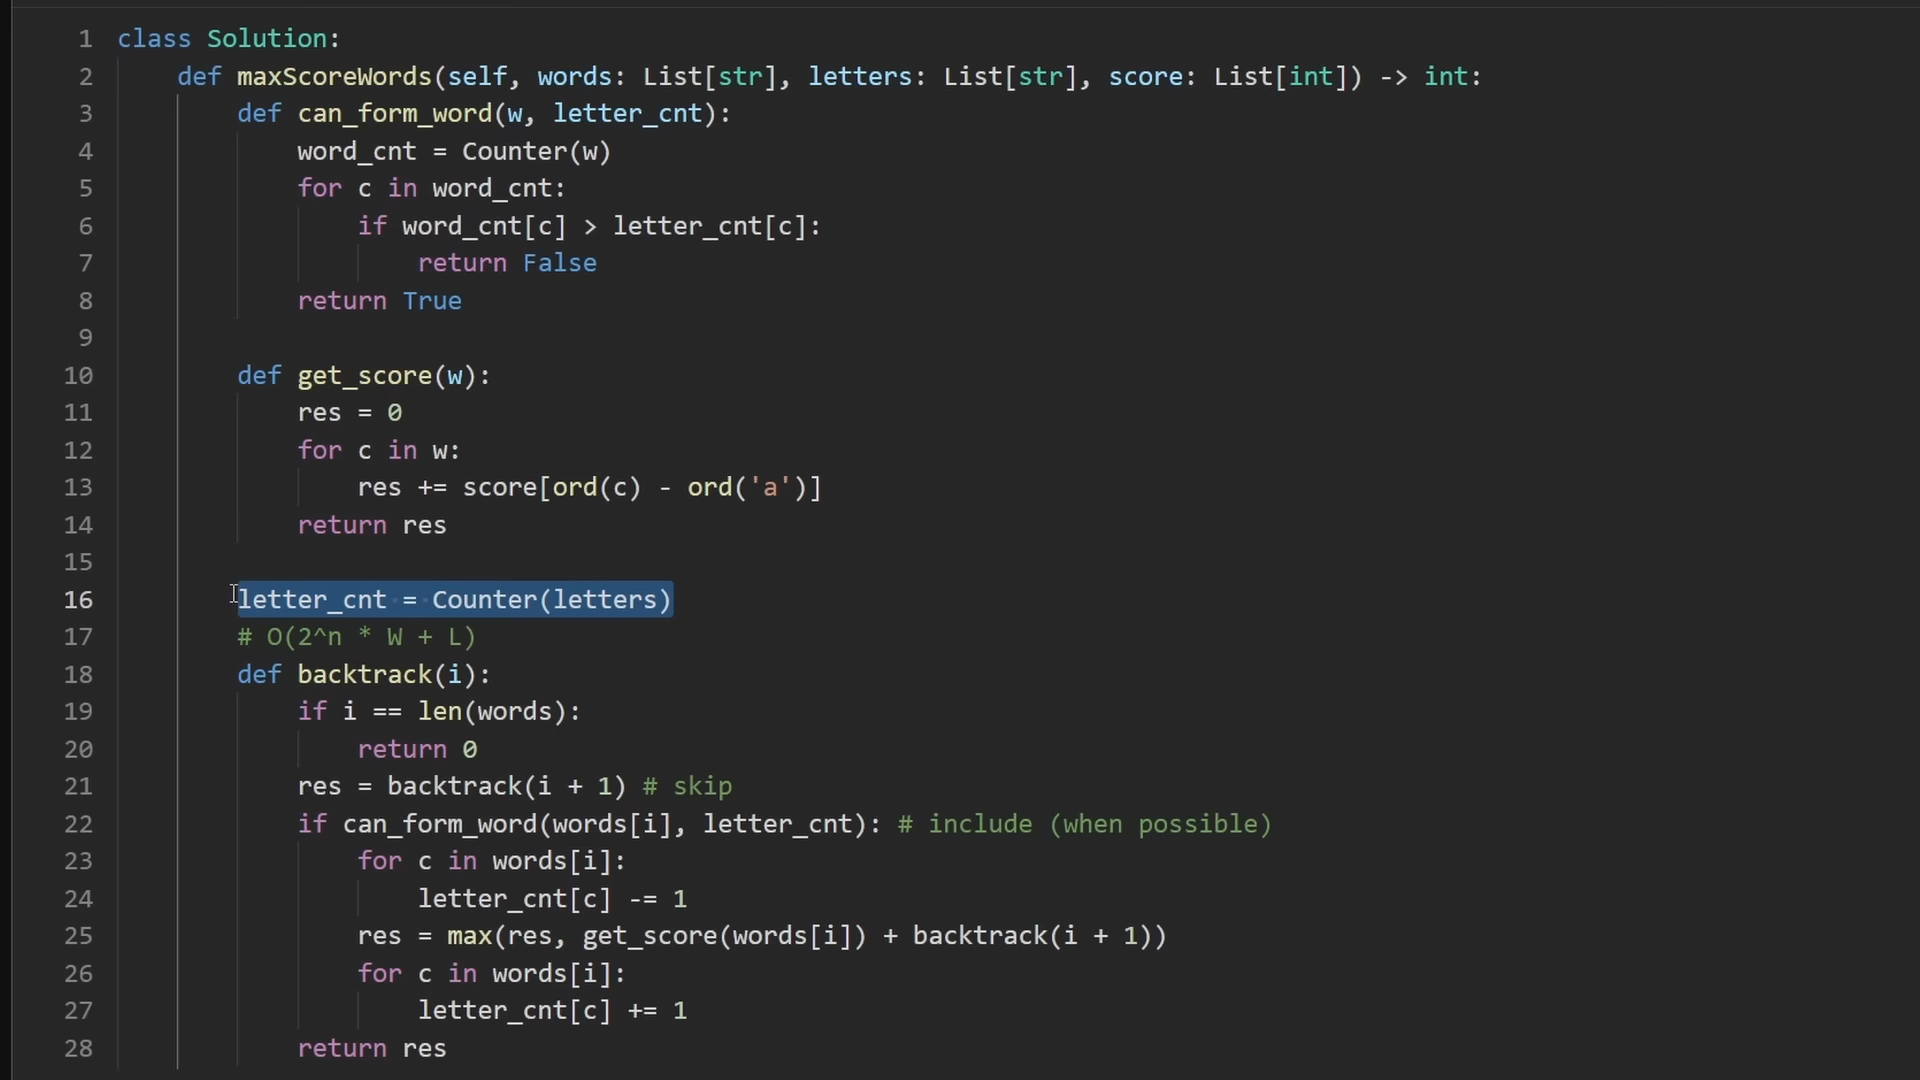 1 class Solution:
2 def maxScoreWords(self, words: List[str], letters: List[str], score: List[int]) -> int:
3 def can_form_word(w, letter_cnt):
4 word_cnt = Counter(w)
5 for c in word_cnt:
6 if word_cnt[c] > letter_cnt[c]:
7 return False
8 return True
9
10 def get_score(w):
11 res = 0
12 for c in w:
13 res += score[ord(c) - ord('a')]
14 return res
15
16 letter_cnt = Counter(letters)
17 # O(2^n * W + L)
18 def backtrack(i):
19 if i == len(words):
20 return 0
21 res = backtrack(i + 1) # skip
22 if can_form_word(words[i], letter_cnt): # include (when possible)
23 for c in words[i]:
24 letter_cnt[c] -= 1
25 res = max(res, get_score(words[i]) + backtrack(i + 1))
26 for c in words[i]:
27 letter_cnt[c] += 1
28 return res